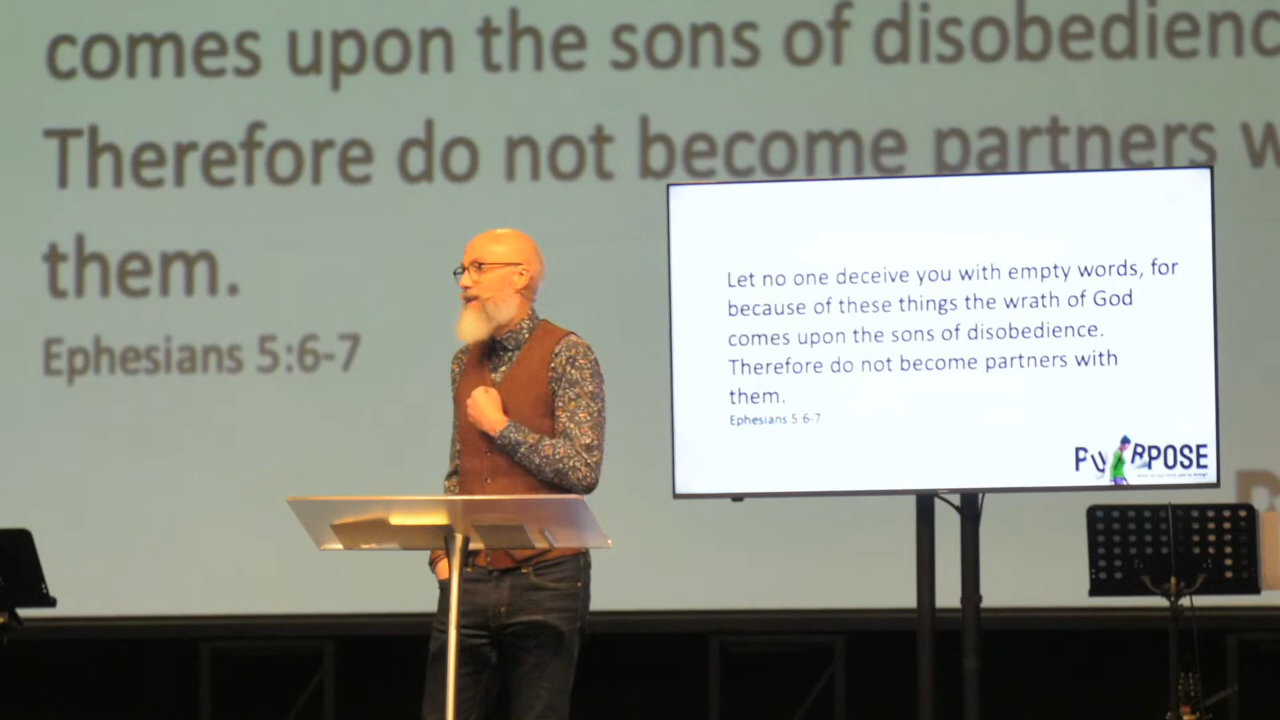 comes upon the sons of disobedienc
Therefore do not become partners w
them.
Ephesians 5:6-7
Let no one deceive you with empty words, for
because of these things the wrath of God
comes upon the sons of disobedience.
Therefore do not become partners with
them.
Ephesians 5:6-7
PURPOSE